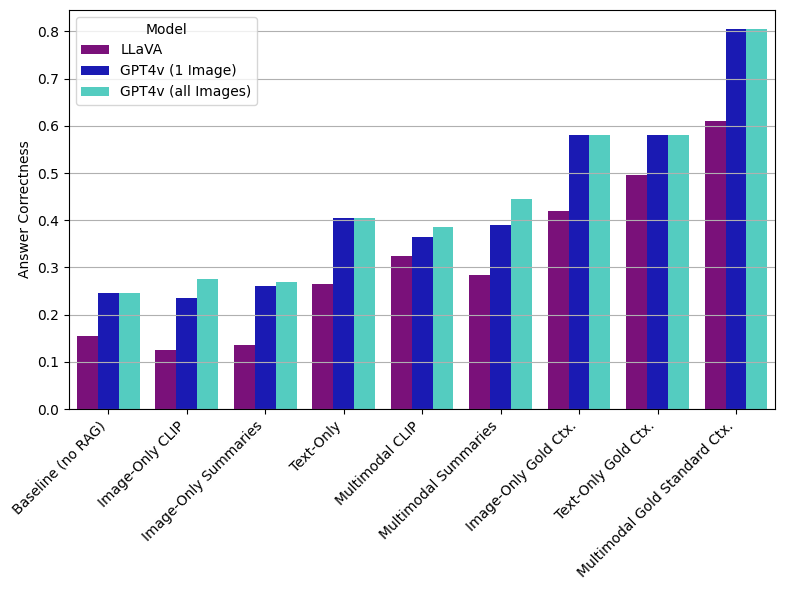 Model
LLaVA
GPT4v (1 Image)
GPT4v (all Images)
Answer Correctness
0.8
0.7
0.6
0.5
0.4
0.3
0.2
0.1
0.0
Baseline (no RAG)
Image-Only CLIP
Image-Only Summaries
Text-Only
Multimodal CLIP
Multimodal Summaries
Image-Only Gold Ctx.
Text-Only Gold Ctx.
Multimodal Gold Standard Ctx.